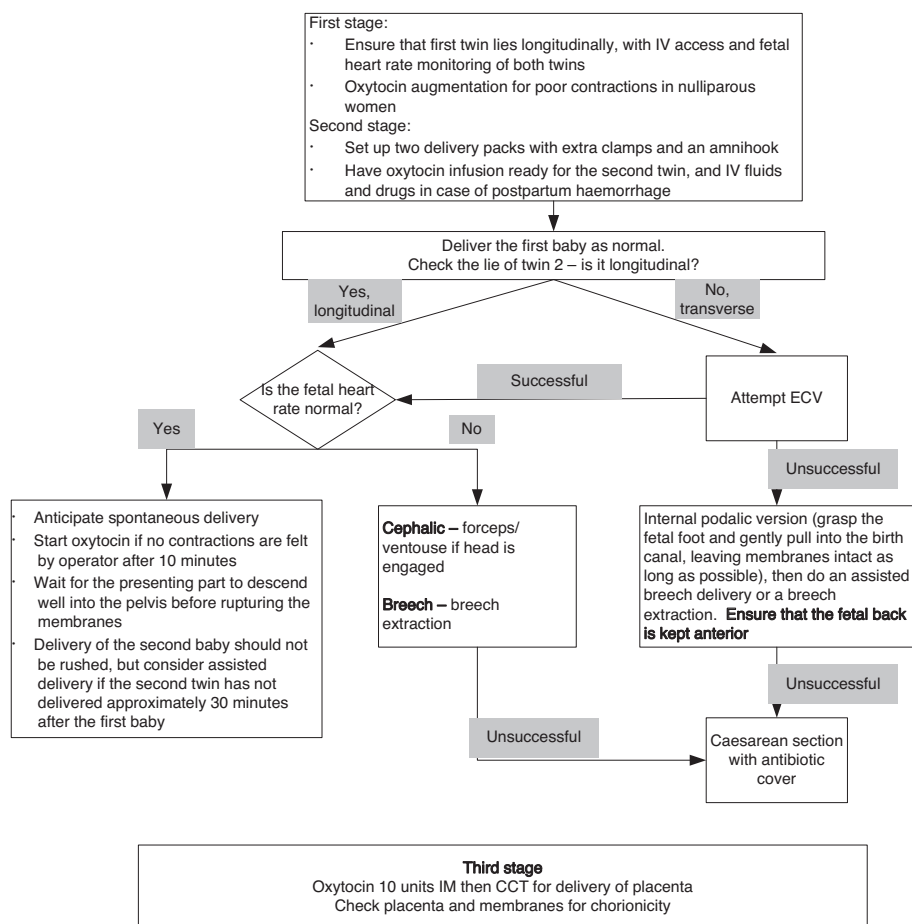 First stage:
· Ensure that first twin lies longitudinally, with IV access and fetal
heart rate monitoring of both twins
· Oxytocin augmentation for poor contractions in nulliparous
women
Second stage:
· Set up two delivery packs with extra clamps and an amnihook
· Have oxytocin infusion ready for the second twin, and IV fluids
and drugs in case of postpartum haemorrhage
Deliver the first baby as normal.
Check the lie of twin 2 – is it longitudinal?
Yes,
longitudinal
No,
transverse
Is the fetal heart
rate normal?
Successful
Attempt ECV
Yes
No
Unsuccessful
· Anticipate spontaneous delivery
· Start oxytocin if no contractions are felt
by operator after 10 minutes
· Wait for the presenting part to descend
well into the pelvis before rupturing the
membranes
· Delivery of the second baby should not
be rushed, but consider assisted
delivery if the second twin has not
delivered approximately 30 minutes
after the first baby
Cephalic – forceps/
ventouse if head is
engaged
Breech – breech
extraction
Internal podalic version (grasp the
fetal foot and gently pull into the birth
canal, leaving membranes intact as
long as possible), then do an assisted
breech delivery or a breech
extraction. Ensure that the fetal back
is kept anterior
Unsuccessful
Unsuccessful
Caesarean section
with antibiotic
cover
Third stage
Oxytocin 10 units IM then CCT for delivery of placenta
Check placenta and membranes for chorionicity